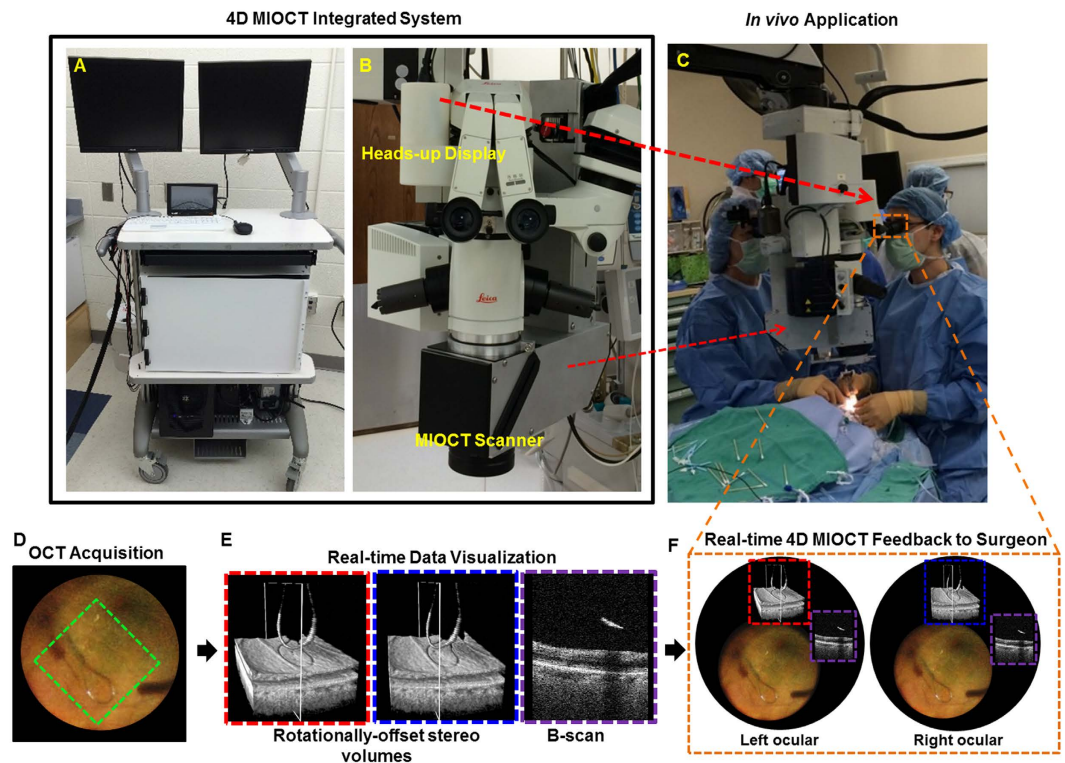 4D MIOCT Integrated System
In vivo Application
A
B
C
Leica
Heads-up Display
Leica
MIOCT Scanner
D
OCT Acquisition
E
Real-time Data Visualization
F
Real-time 4D MIOCT Feedback to Surgeon
Rotationally-offset stereo
volumes
B-scan
Left ocular
Right ocular